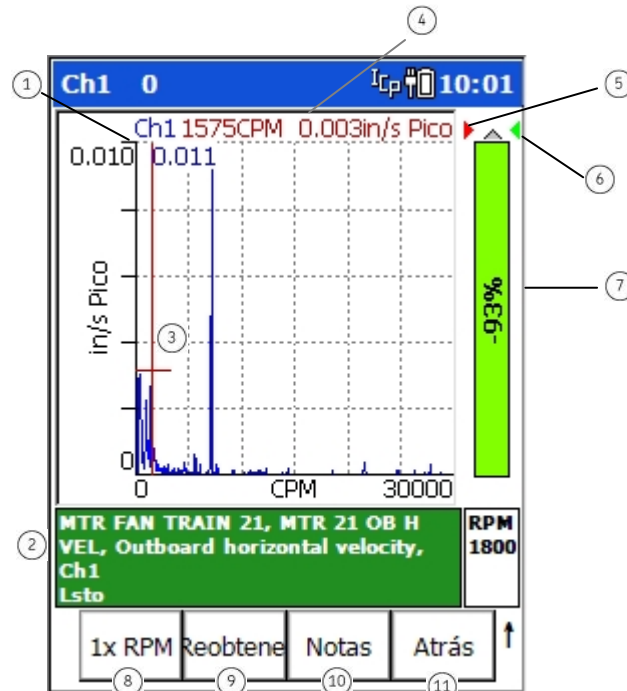 4
1
5
6
7
3
2
8
9
10
11
Ch1 0 ICP 10:01
Ch1 1575CPM 0.003in/s Pico
0.010 0.011
in/s Pico
0
0 CPM 30000
-93%
MTR FAN TRAIN 21, MTR 21 OB H
VEL, Outboard horizontal velocity,
Ch1
Lsto
RPM
1800
1x RPM Reobtene Notas Atrás